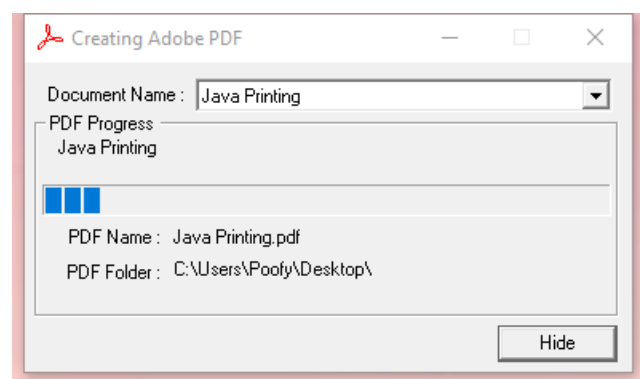 Creating Adobe PDF
Document Name : Java Printing
PDF Progress
Java Printing
PDF Name : Java Printing.pdf
PDF Folder : C:\Users\Poofy\Desktop\
Hide